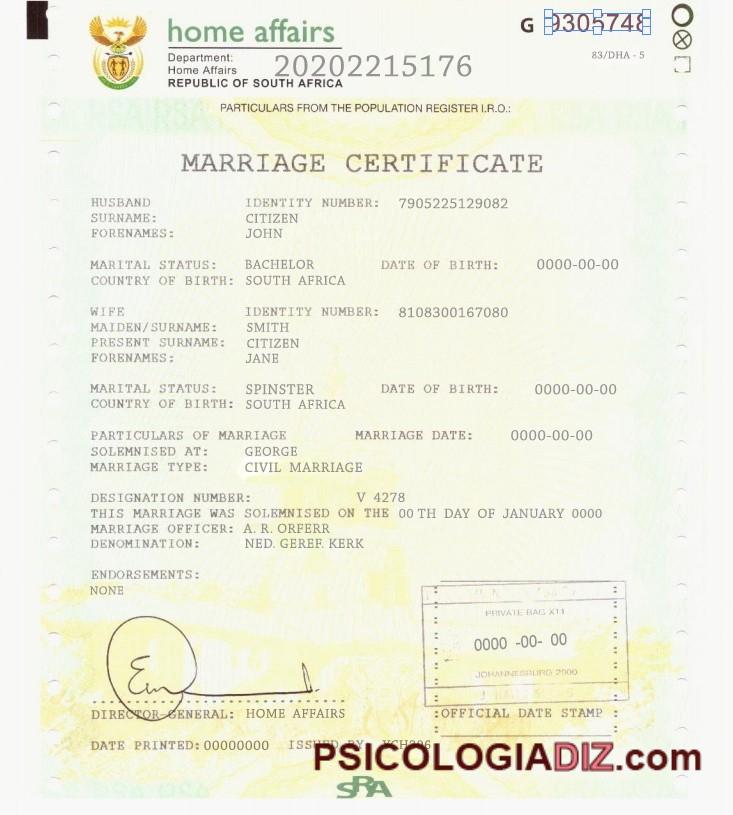 home affairs
G 9305748
Department:
Home Affairs
REPUBLIC OF SOUTH AFRICA
20202215176
83/DHA - 5
PARTICULARS FROM THE POPULATION REGISTER I.R.O.:
MARRIAGE CERTIFICATE
HUSBAND IDENTITY NUMBER: 7905225129082
SURNAME: CITIZEN
FORENAMES: JOHN
MARITAL STATUS: BACHELOR DATE OF BIRTH: 0000-00-00
COUNTRY OF BIRTH: SOUTH AFRICA
WIFE IDENTITY NUMBER: 8108300167080
MAIDEN/SURNAME: SMITH
PRESENT SURNAME: CITIZEN
FORENAMES: JANE
MARITAL STATUS: SPINSTER DATE OF BIRTH: 0000-00-00
COUNTRY OF BIRTH: SOUTH AFRICA
PARTICULARS OF MARRIAGE MARRIAGE DATE: 0000-00-00
SOLEMNISED AT: GEORGE
MARRIAGE TYPE: CIVIL MARRIAGE
DESIGNATION NUMBER: V 4278
THIS MARRIAGE WAS SOLEMNISED ON THE 00 TH DAY OF JANUARY 0000
MARRIAGE OFFICER: A. R. ORFERR
DENOMINATION: NED. GEREF. KERK
ENDORSEMENTS:
NONE
PRIVATE BAG X11
0000 -00- 00
JOHANNESBURG 2000
DIRECTOR-GENERAL: HOME AFFAIRS
OFFICIAL DATE STAMP
DATE PRINTED: 00000000 ISSUED BY:
PSICOLOGIADIZ.com